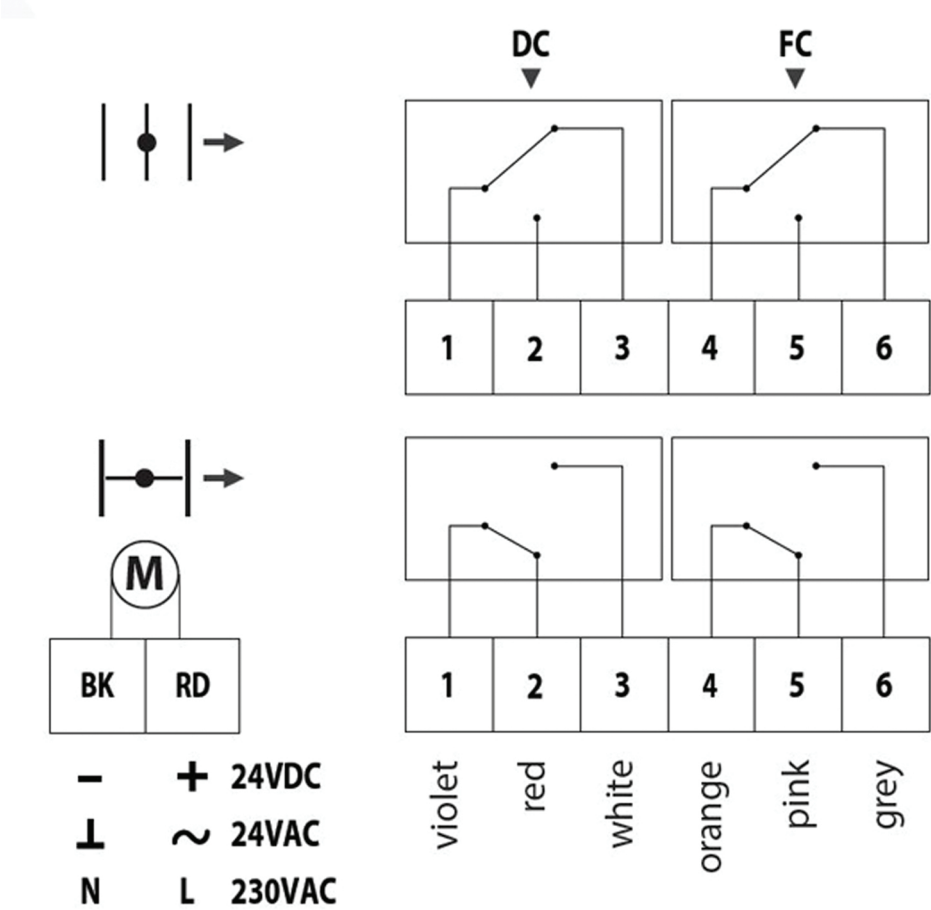 DC FC
1 2 3 4 5 6
M
BK RD
1 2 3 4 5 6
violet red white orange pink grey
− + 24VDC
⊥ ~ 24VAC
N L 230VAC